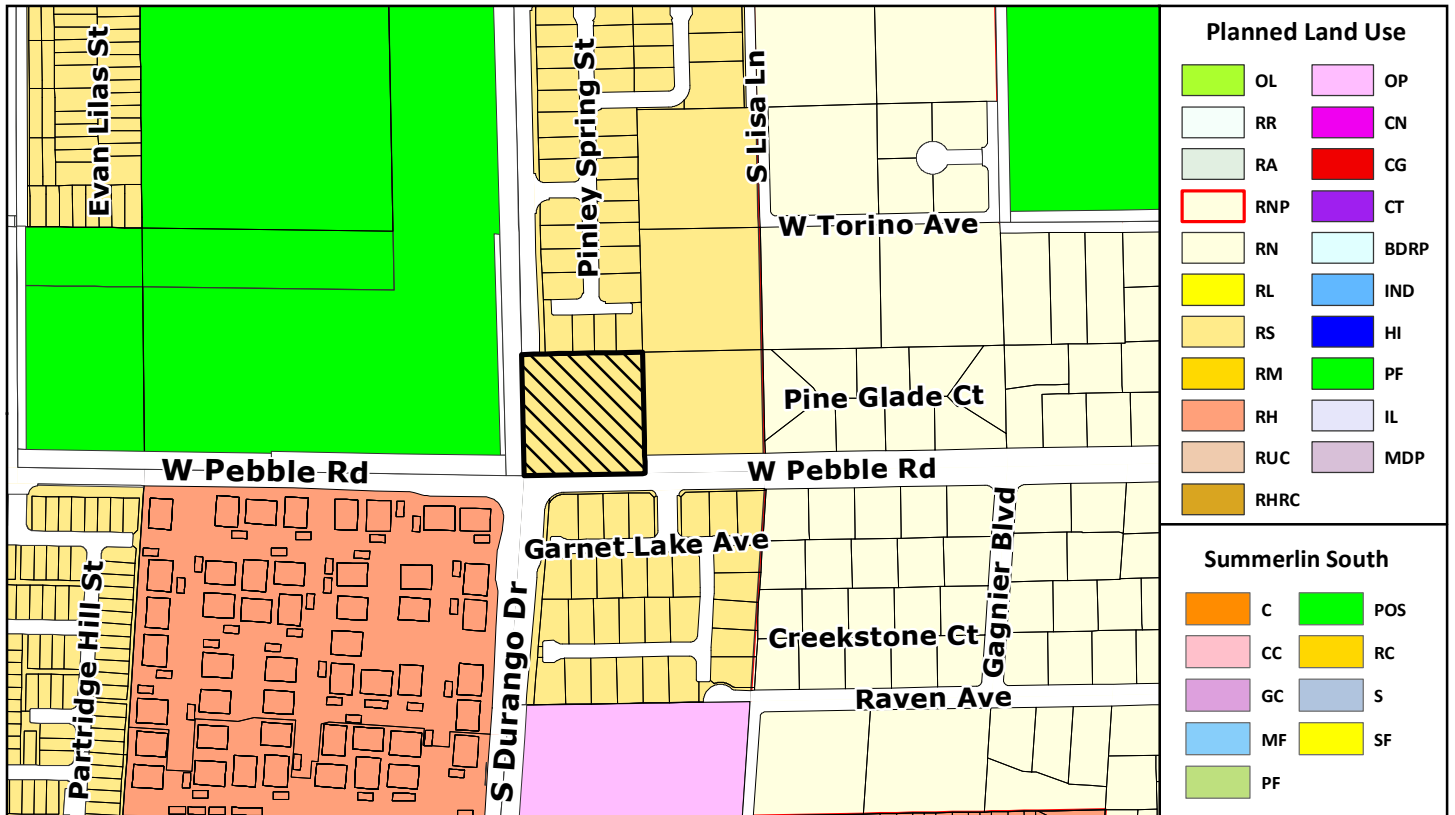 Evan Lilas St
Pinley Spring St
S Lisa Ln
W Torino Ave
Pine Glade Ct
W Pebble Rd
W Pebble Rd
Garnet Lake Ave
S Durango Dr
Partridge Hill St
Creekstone Ct
Gagnier Blvd
Raven Ave
Planned Land Use
OL OP
RR CN
RA CG
RNP CT
RN BDRP
RL IND
RS HI
RM PF
RH IL
RUC MDP
RHRC
Summerlin South
C POS
CC RC
GC S
MF SF
PF